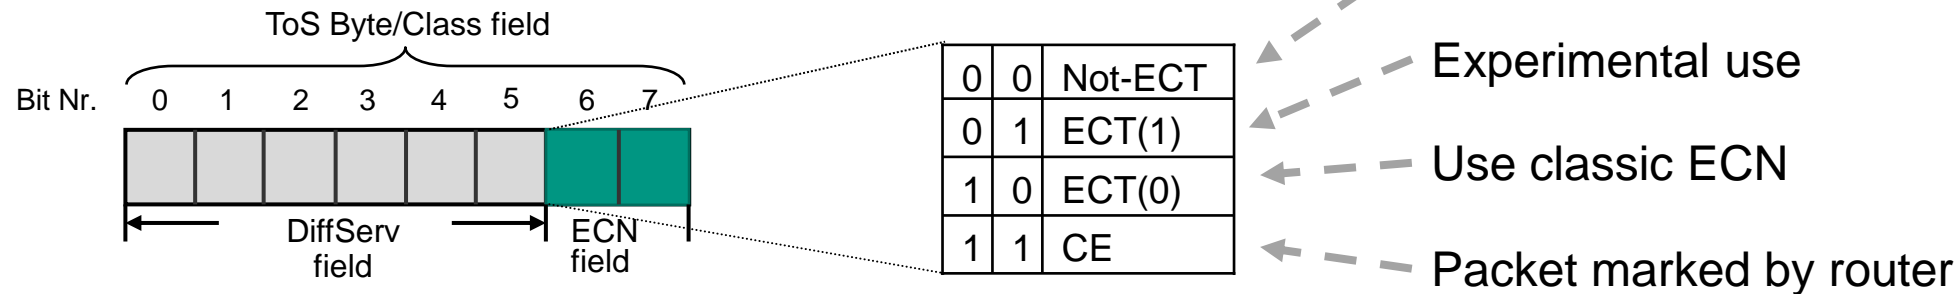 ToS Byte/Class field
Bit Nr. 0 1 2 3 4 5 6 7
DiffServ
field
ECN
field
0 0 Not-ECT
0 1 ECT(1)
1 0 ECT(0)
1 1 CE
Experimental use
Use classic ECN
Packet marked by router